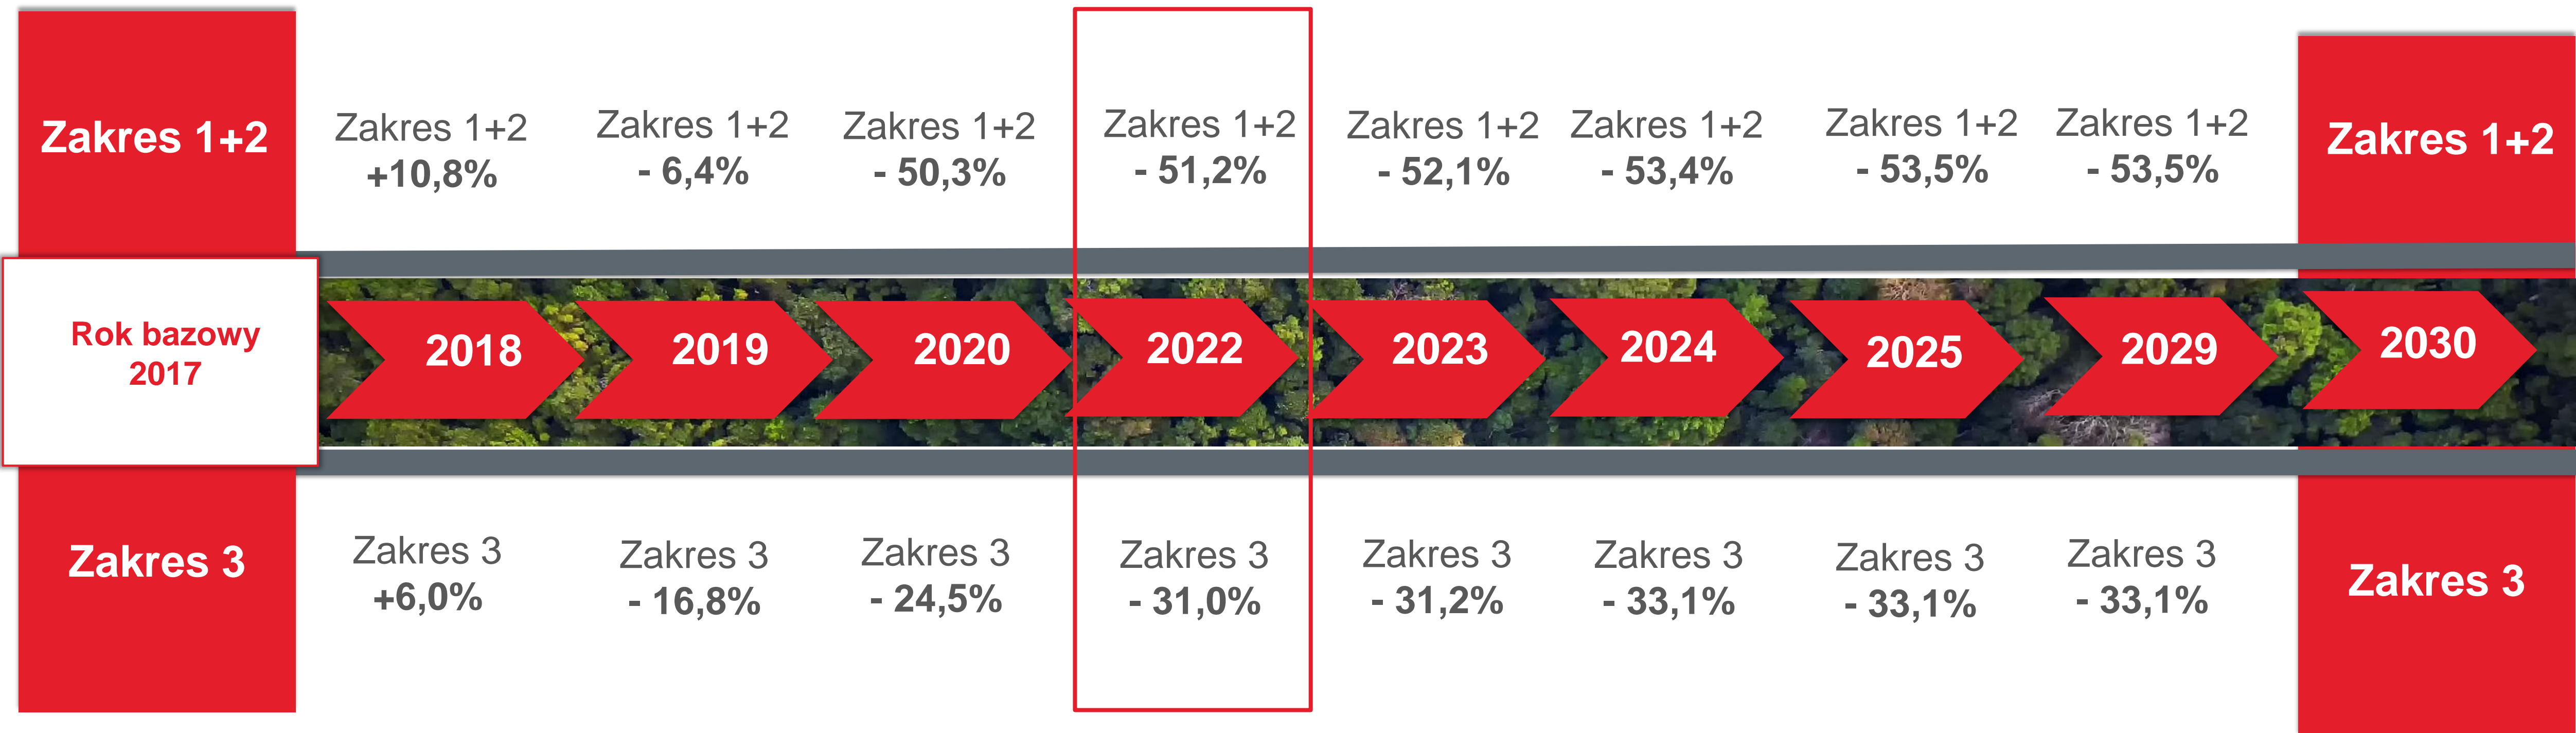 Zakres 1+2
Zakres 1+2
+10,8%
Zakres 1+2
- 6,4%
Zakres 1+2
- 50,3%
Zakres 1+2
- 51,2%
Zakres 1+2
- 52,1%
Zakres 1+2
- 53,4%
Zakres 1+2
- 53,5%
Zakres 1+2
- 53,5%
Zakres 1+2
Rok bazowy
2017
2018
2019
2020
2022
2023
2024
2025
2029
2030
Zakres 3
Zakres 3
+6,0%
Zakres 3
- 16,8%
Zakres 3
- 24,5%
Zakres 3
- 31,0%
Zakres 3
- 31,2%
Zakres 3
- 33,1%
Zakres 3
- 33,1%
Zakres 3
- 33,1%
Zakres 3